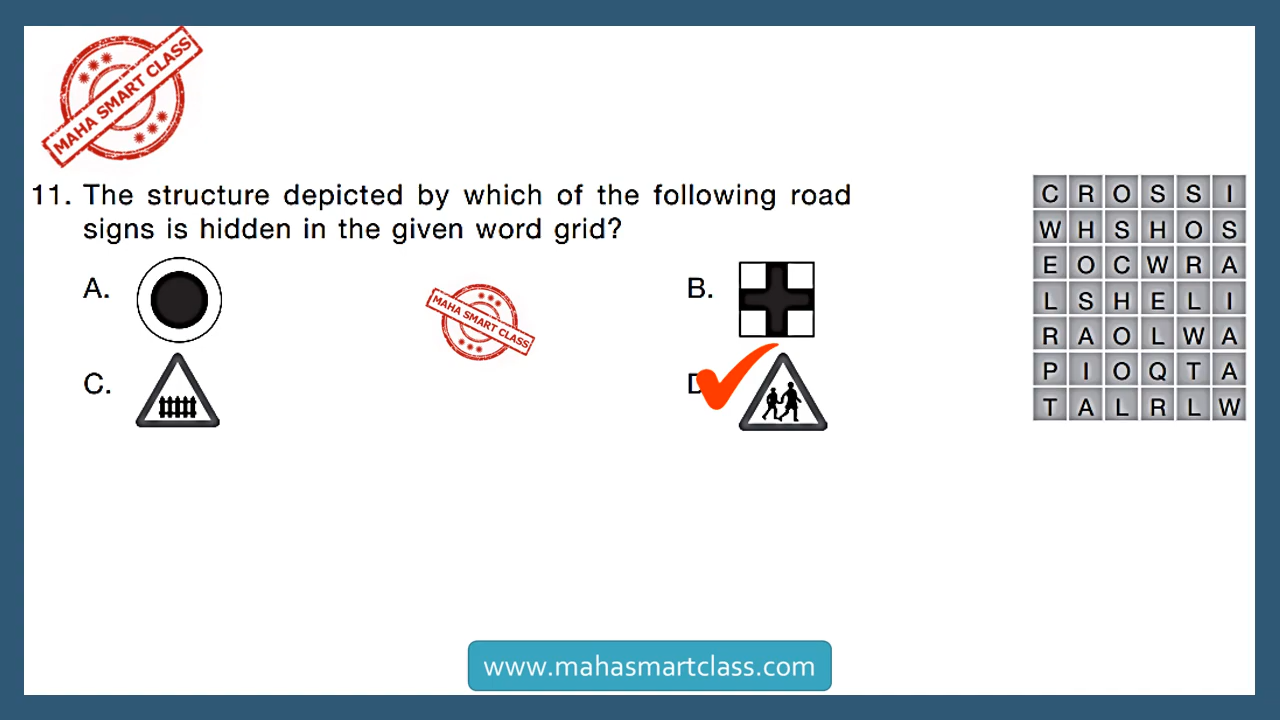 MAHA SMART CLASS
11. The structure depicted by which of the following road
signs is hidden in the given word grid?
A.
B.
MAHA SMART CLASS
C.
D
C R O S S I
W H S H O S
E O C W R A
L S H E L I
R A O L W A
P I O Q T A
T A L R L W
www.mahasmartclass.com